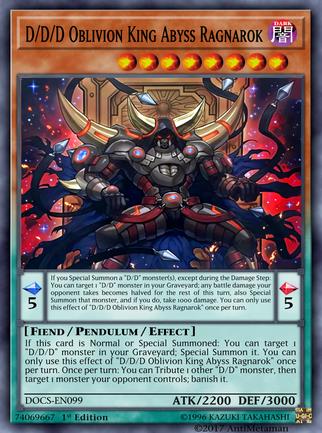 D/D/D Oblivion King Abyss Ragnarok
DARK
闇
If you Special Summon a "D/D" monster(s), except during the Damage Step:
You can target 1 "D/D" monster in your Graveyard; any battle damage your
opponent takes becomes halved for the rest of this turn, also Special
Summon that monster, and if you do, take 1000 damage. You can only use
this effect of "D/D/D Oblivion King Abyss Ragnarok" once per turn.
5
5
[Fiend / Pendulum / Effect]
If this card is Normal or Special Summoned: You can target 1
"D/D/D" monster in your Graveyard; Special Summon it. You can
only use this effect of "D/D/D Oblivion King Abyss Ragnarok" once
per turn. Once per turn: You can Tribute 1 other "D/D" monster, then
target 1 monster your opponent controls; banish it.
DOCS-EN099
ATK/2200 DEF/3000
74069667
1st Edition
©1996 KAZUKI TAKAHASHI
©2017 AntiMetaman